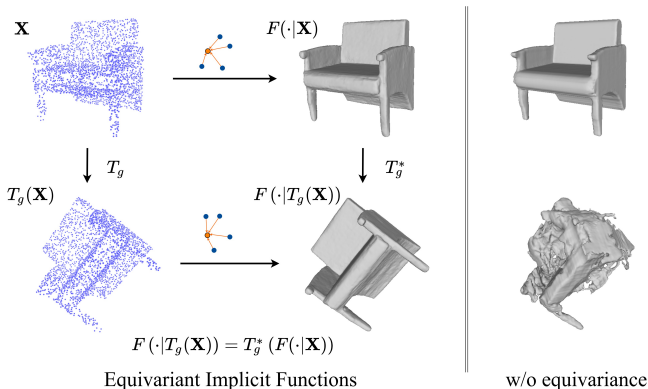 𝐗
F(·|𝐗)
T_g
T_g^*
T_g(𝐗)
F (·|T_g(𝐗))
F (·|T_g(𝐗)) = T_g^* (F(·|𝐗))
Equivariant Implicit Functions
w/o equivariance